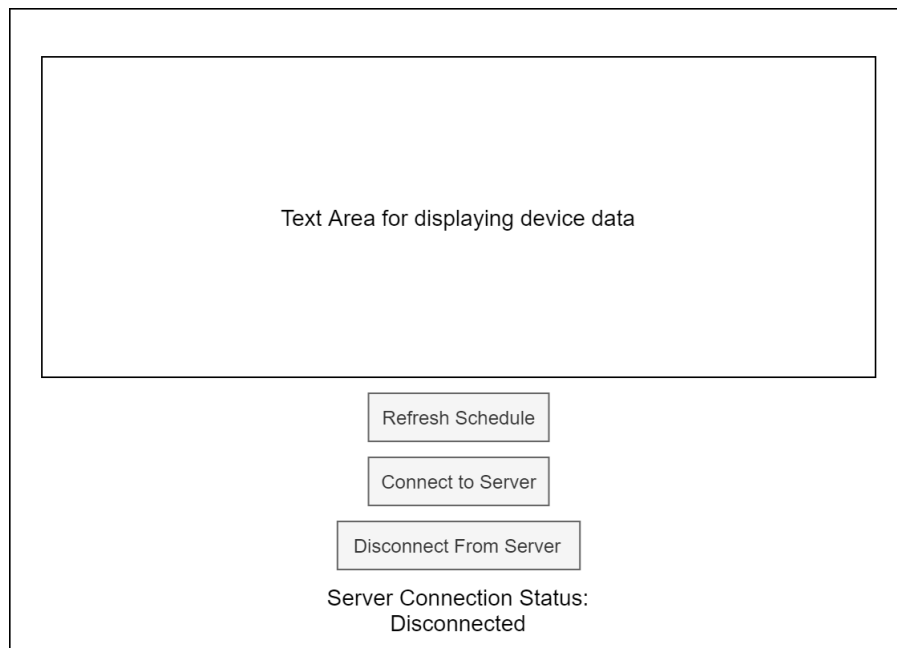 Text Area for displaying device data
Refresh Schedule
Connect to Server
Disconnect From Server
Server Connection Status:
Disconnected